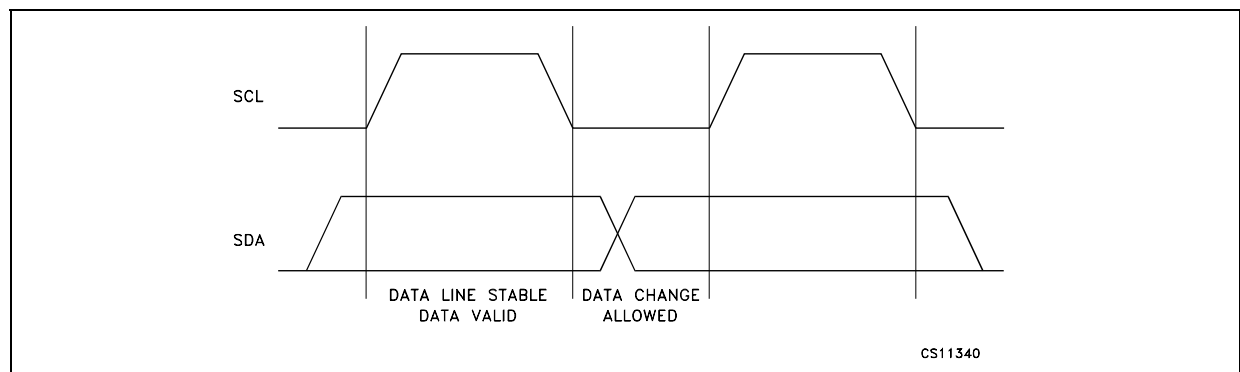 SCL
SDA
DATA LINE STABLE
DATA VALID
DATA CHANGE
ALLOWED
CS11340